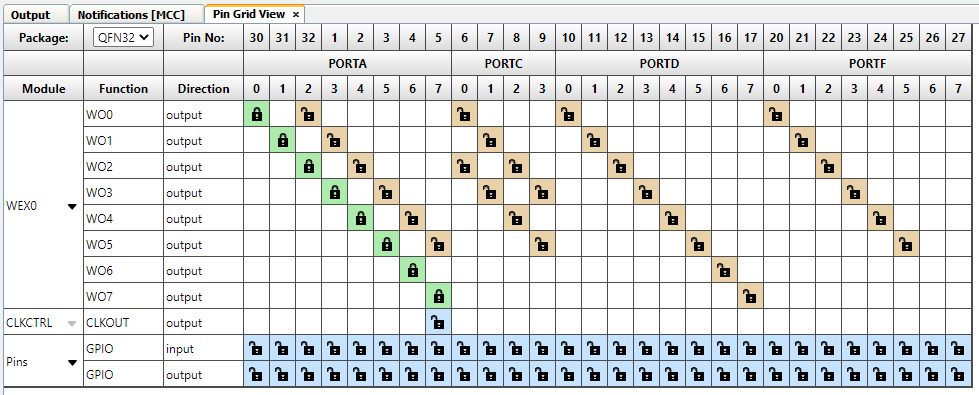 Output Notifications [MCC] Pin Grid View ×
Package: QFN32 Pin No: 30 31 32 1 2 3 4 5 6 7 8 9 10 11 12 13 14 15 16 17 20 21 22 23 24 25 26 27
PORTA PORTC PORTD PORTF
Module Function Direction 0 1 2 3 4 5 6 7 0 1 2 3 0 1 2 3 4 5 6 7 0 1 2 3 4 5 6 7
WO0 output
WO1 output
WO2 output
WO3 output
WEX0
WO4 output
WO5 output
WO6 output
WO7 output
CLKCTRL CLKOUT output
GPIO input
Pins
GPIO output